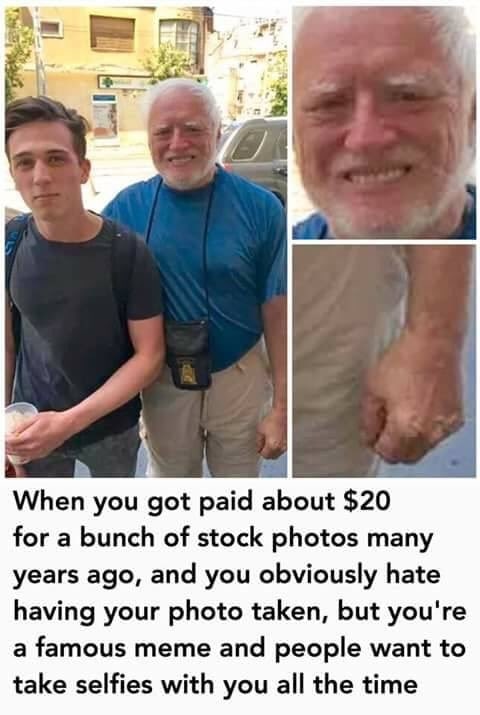 When you got paid about $20
for a bunch of stock photos many
years ago, and you obviously hate
having your photo taken, but you're
a famous meme and people want to
take selfies with you all the time